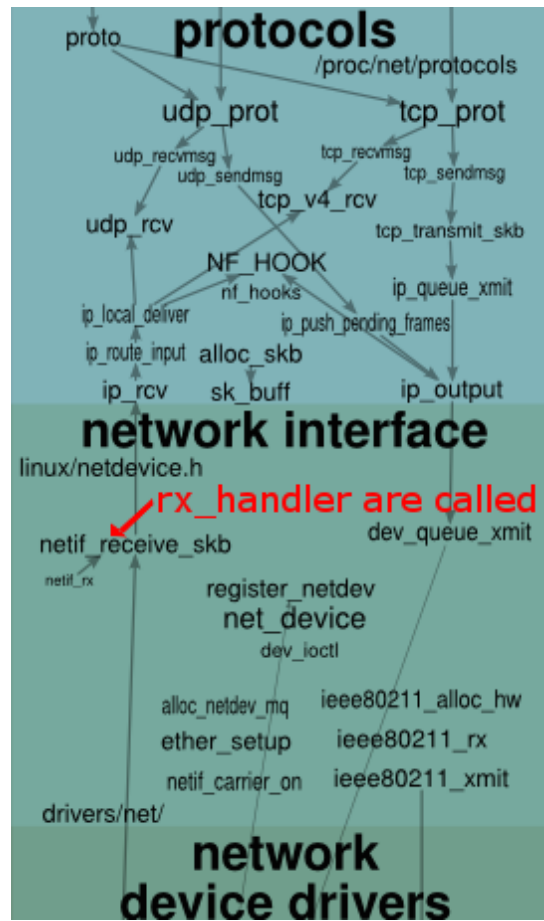 protocols
proto
/proc/net/protocols
udp_prot
tcp_prot
udp_recvmsg
tcp_recvmsg
udp_sendmsg
tcp_sendmsg
tcp_v4_rcv
udp_rcv
tcp_transmit_skb
NF_HOOK
nf_hooks
ip_queue_xmit
ip_local_deliver
ip_push_pending_frames
ip_route_input
alloc_skb
ip_rcv
sk_buff
ip_output
network interface
linux/netdevice.h
rx_handler are called
netif_receive_skb
dev_queue_xmit
netif_rx
register_netdev
net_device
dev_ioctl
alloc_netdev_mq
ieee80211_alloc_hw
ether_setup
ieee80211_rx
netif_carrier_on
ieee80211_xmit
drivers/net/
network
device drivers